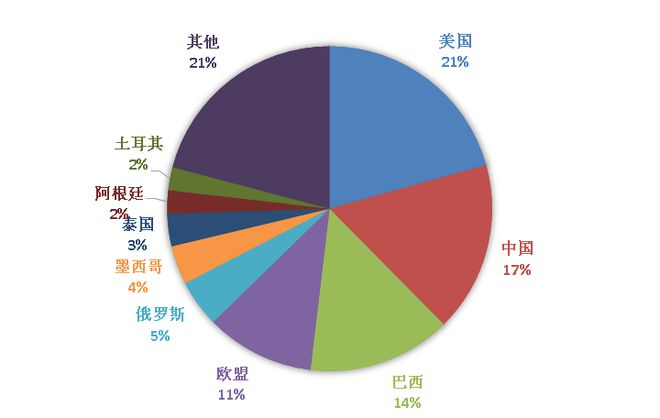 美国
21%
中国
17%
巴西
14%
欧盟
11%
俄罗斯
5%
墨西哥
4%
泰国
3%
阿根廷
2%
土耳其
2%
其他
21%